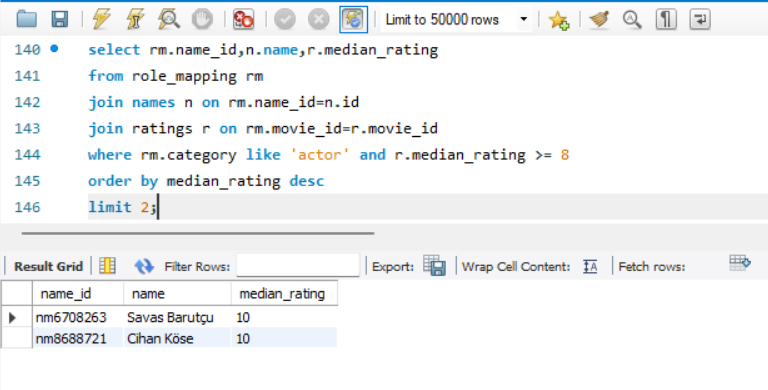 Limit to 50000 rows
140 select rm.name_id,n.name,r.median_rating
141 from role_mapping rm
142 join names n on rm.name_id=n.id
143 join ratings r on rm.movie_id=r.movie_id
144 where rm.category like 'actor' and r.median_rating >= 8
145 order by median_rating desc
146 limit 2;
Result Grid Filter Rows: Export: Wrap Cell Content: Fetch rows:
name_id name median_rating
nm6708263 Savas Barutçu 10
nm8688721 Cihan Köse 10